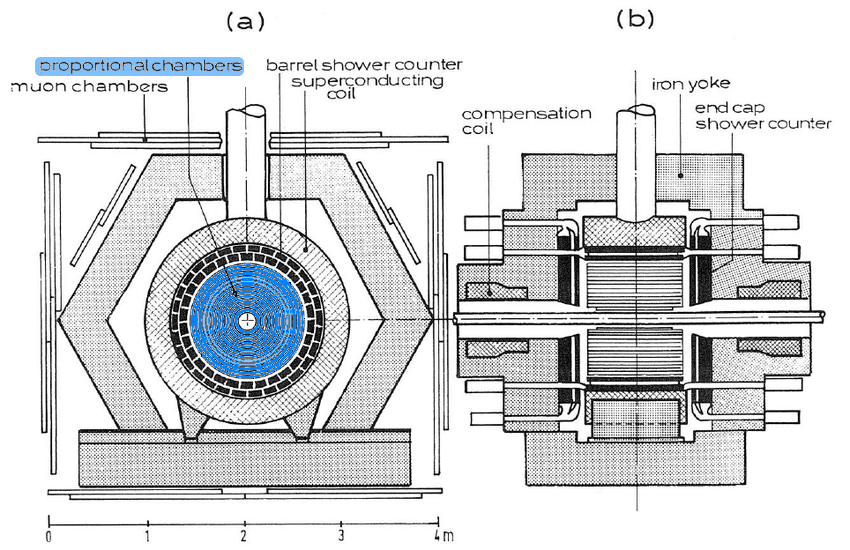 (a)
(b)
proportional chambers
muon chambers
barrel shower counter
superconducting
coil
compensation
coil
iron yoke
end cap
shower counter
0 1 2 3 4 m